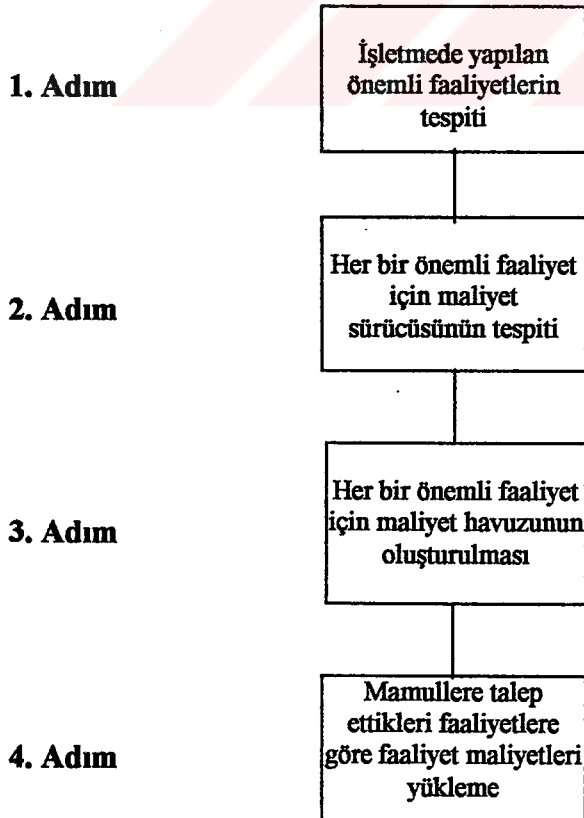 1. Adım
İşletmede yapılan
önemli faaliyetlerin
tespiti
2. Adım
Her bir önemli faaliyet
için maliyet
sürücüsünün tespiti
3. Adım
Her bir önemli faaliyet
için maliyet havuzunun
oluşturulması
4. Adım
Mamullere talep
ettikleri faaliyetlere
göre faaliyet maliyetleri
yükleme